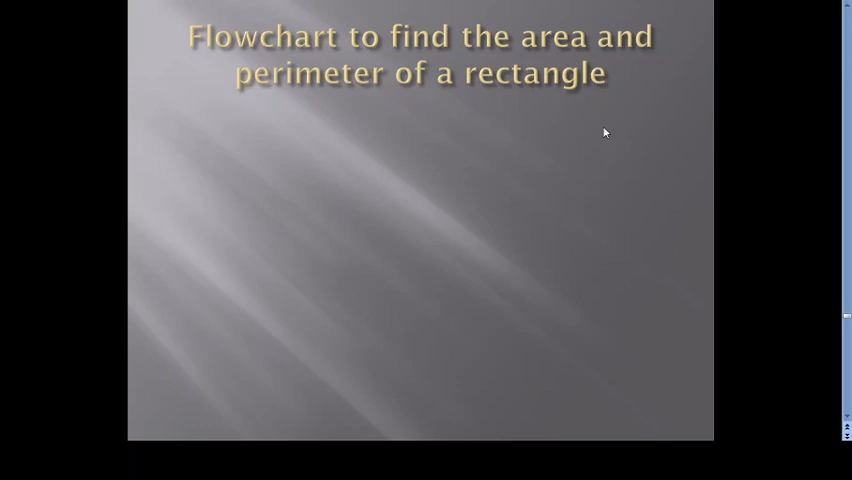 Flowchart to find the area and
perimeter of a rectangle